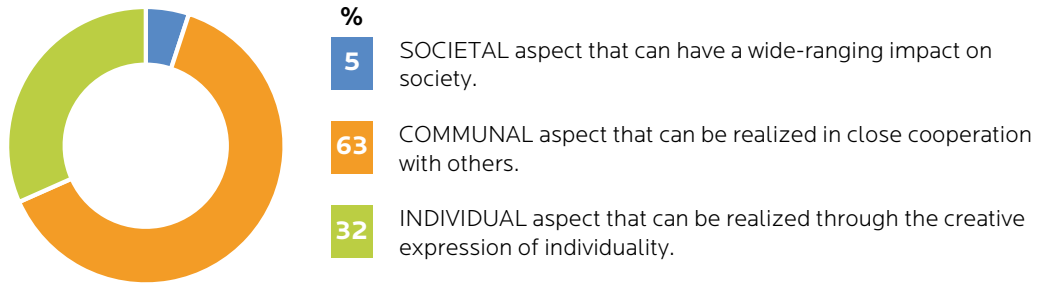 %
5
SOCIETAL aspect that can have a wide-ranging impact on
society.
63
COMMUNAL aspect that can be realized in close cooperation
with others.
32
INDIVIDUAL aspect that can be realized through the creative
expression of individuality.